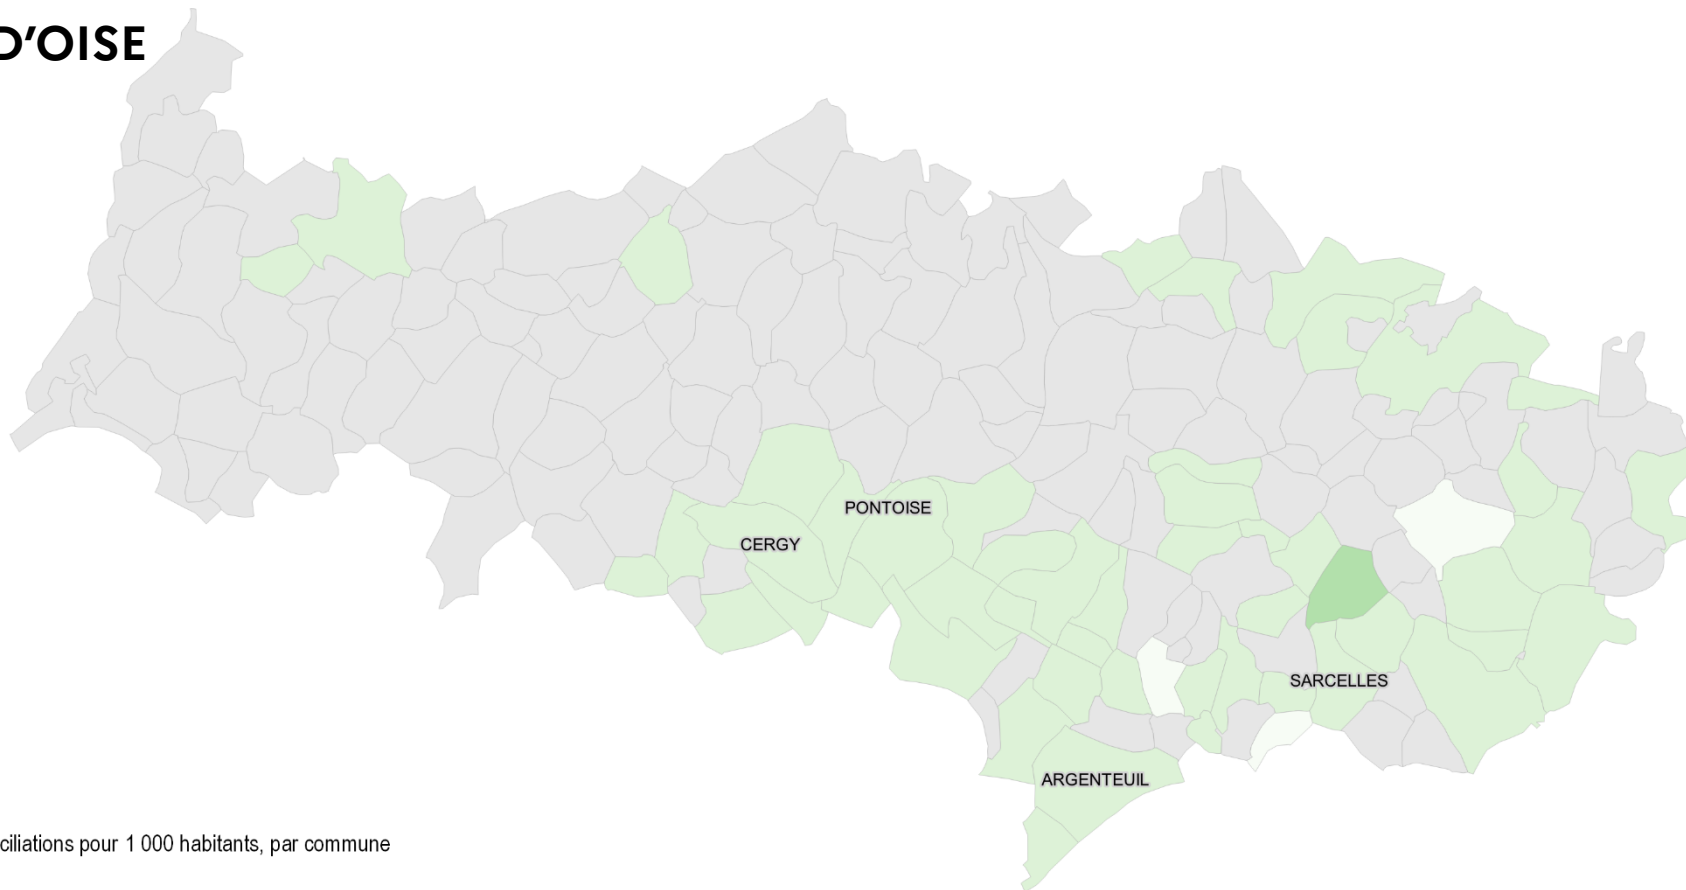 D'OISE
PONTOISE
CERGY
SARCELLES
ARGENTEUIL
ciliations pour 1 000 habitants, par commune